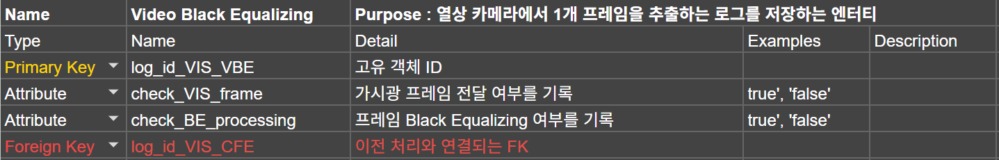 Name Video Black Equalizing Purpose : 열상 카메라에서 1개 프레임을 추출하는 로그를 저장하는 엔터티
Type Name Detail Examples Description
Primary Key log_id_VIS_VBE 고유 객체 ID
Attribute check_VIS_frame 가시광 프레임 전달 여부를 기록 true', 'false'
Attribute check_BE_processing 프레임 Black Equalizing 여부를 기록 true', 'false'
Foreign Key log_id_VIS_CFE 이전 처리와 연결되는 FK